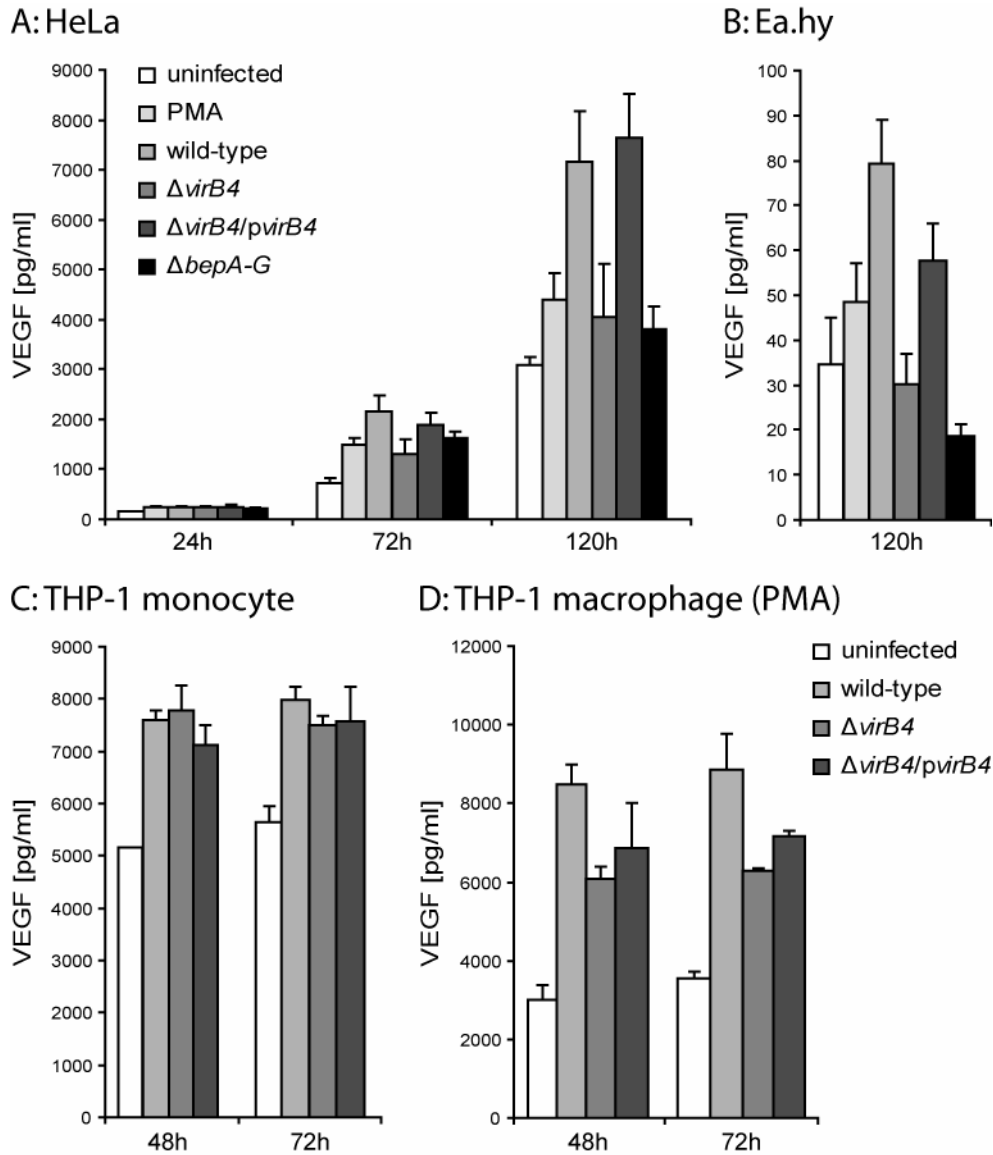 A: HeLa
VEGF [pg/ml]
9000
8000
7000
6000
5000
4000
3000
2000
1000
0
uninfected
PMA
wild-type
ΔvirB4
ΔvirB4/pvirB4
ΔbepA-G
24h
72h
120h
B: Ea.hy
VEGF [pg/ml]
100
90
80
70
60
50
40
30
20
10
0
120h
C: THP-1 monocyte
VEGF [pg/ml]
9000
8000
7000
6000
5000
4000
3000
2000
1000
0
48h
72h
D: THP-1 macrophage (PMA)
VEGF [pg/ml]
12000
10000
8000
6000
4000
2000
0
uninfected
wild-type
ΔvirB4
ΔvirB4/pvirB4
48h
72h